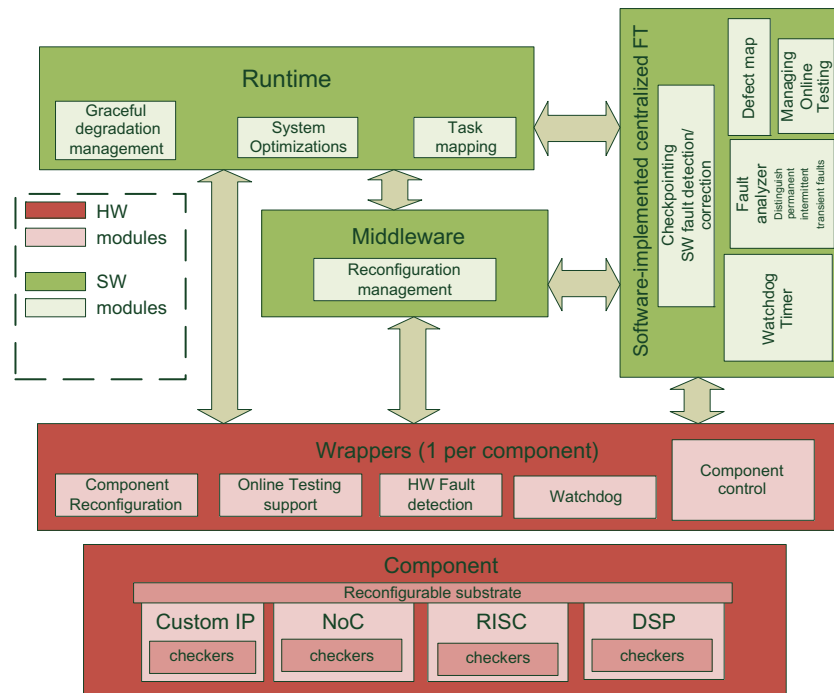 Runtime
Graceful
degradation
management
System
Optimizations
Task
mapping
Software-implemented centralized FT
Checkpointing
SW fault detection/
correction
Defect map
Managing
Online
Testing
Fault
analyzer
Distinguish
permanent
intermittent
transient faults
Watchdog
Timer
HW
modules
SW
modules
Middleware
Reconfiguration
management
Wrappers (1 per component)
Component
Reconfiguration
Online Testing
support
HW Fault
detection
Watchdog
Component
control
Component
Reconfigurable substrate
Custom IP
checkers
NoC
checkers
RISC
checkers
DSP
checkers